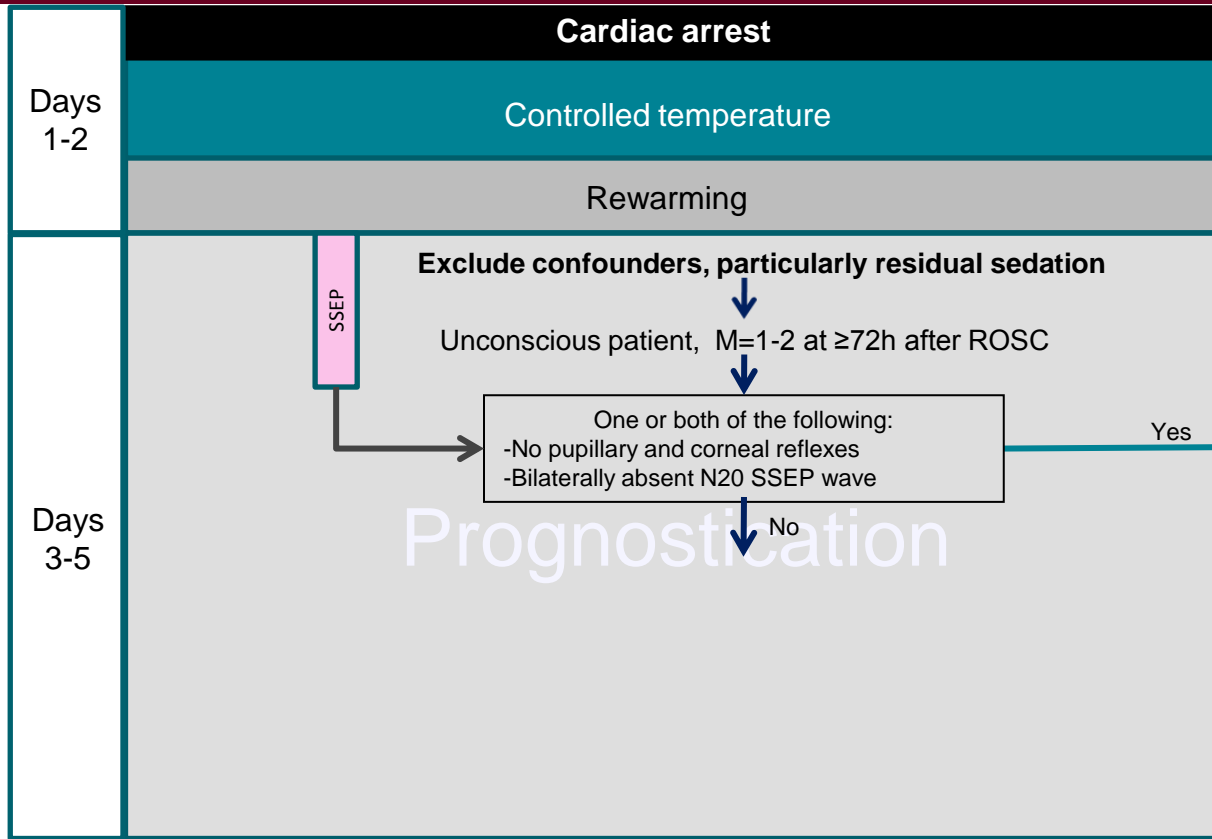 Cardiac arrest
Days
1-2
Controlled temperature
Rewarming
SSEP
Exclude confounders, particularly residual sedation
Unconscious patient, M=1-2 at ≥72h after ROSC
One or both of the following:
-No pupillary and corneal reflexes
-Bilaterally absent N20 SSEP wave
Yes
No
Days
3-5
Prognostication